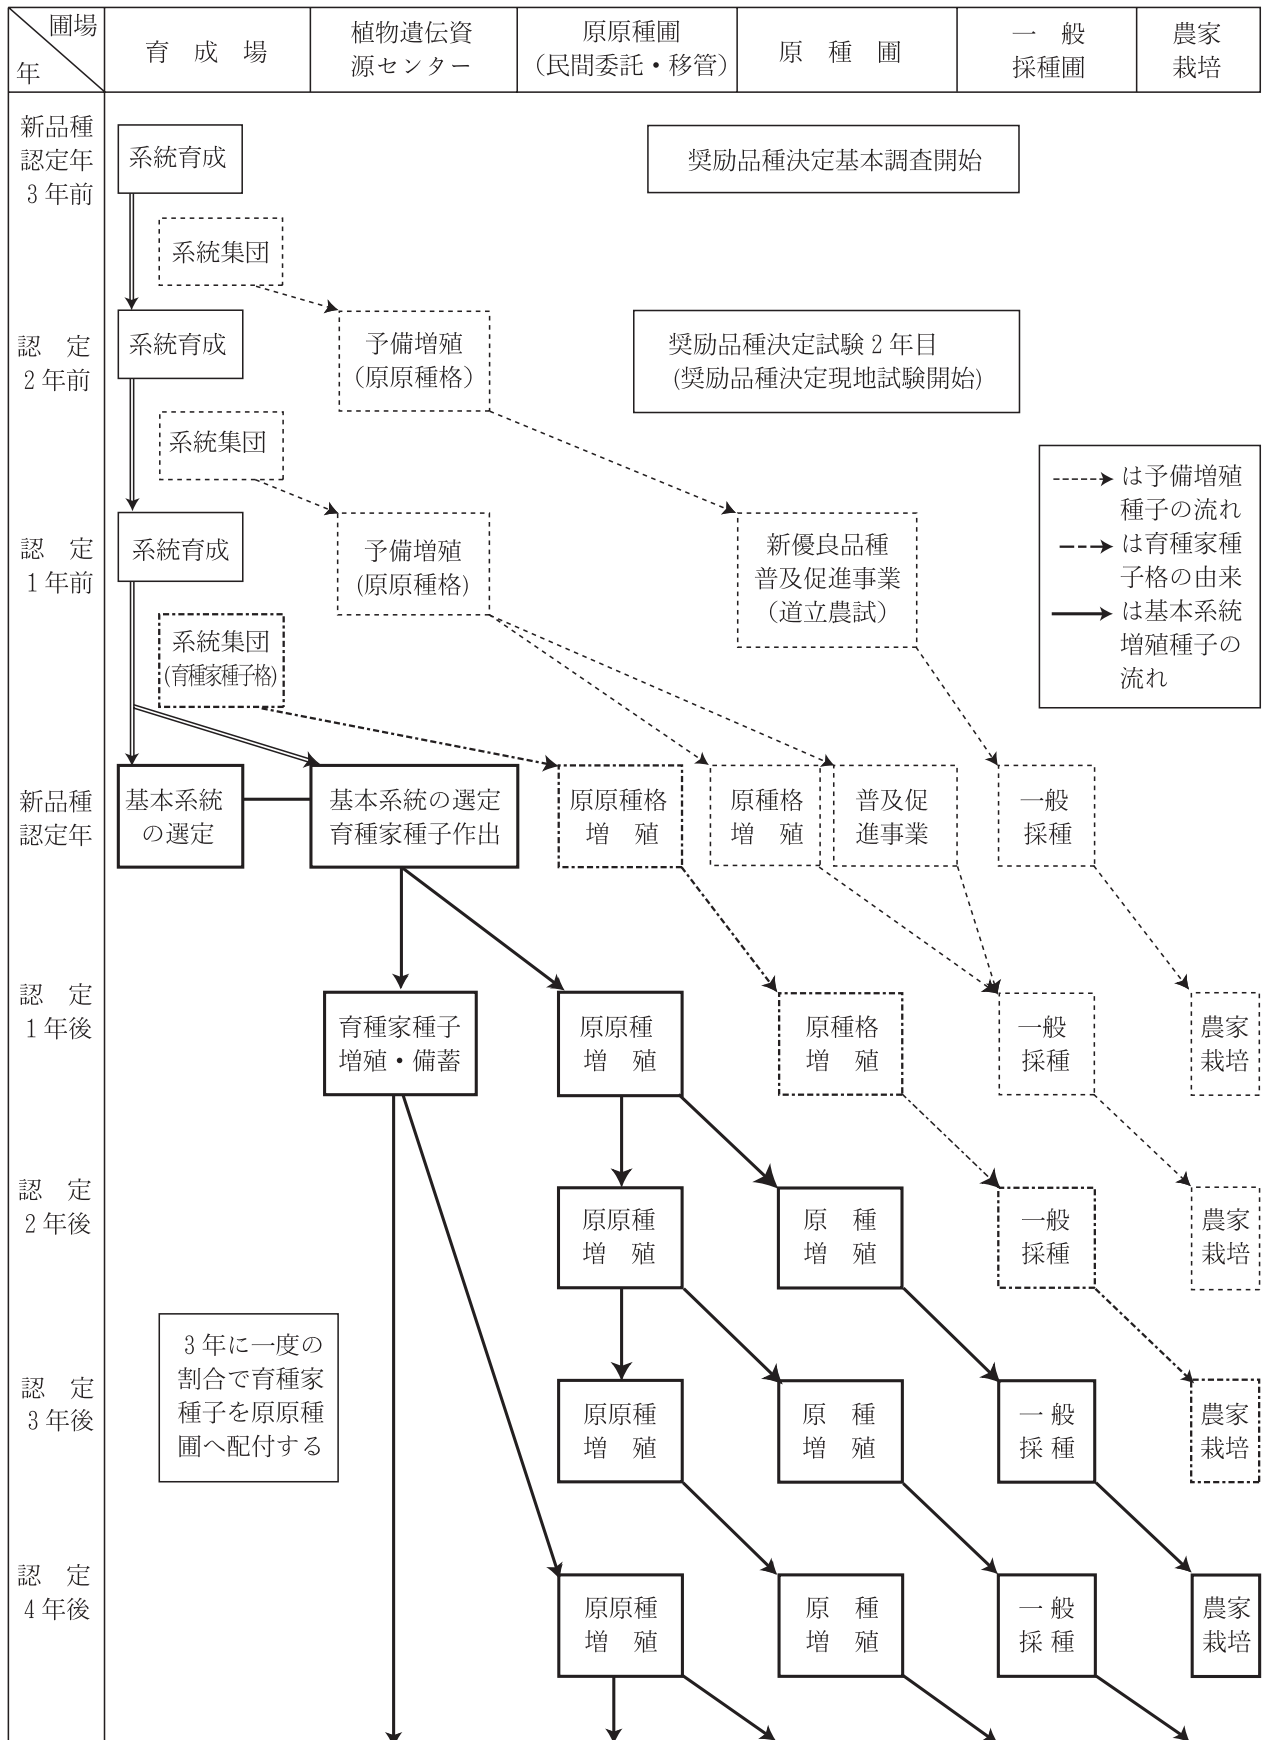 圃場
年
育 成 場
植物遺伝資
源センター
原原種圃
（民間委託・移管）
原 種 圃
一 般
採種圃
農家
栽培
新品種
認定年
3 年前
系統育成
奨励品種決定基本調査開始
系統集団
認 定
2 年前
系統育成
予備増殖
（原原種格）
奨励品種決定試験 2 年目
(奨励品種決定現地試験開始)
系統集団
は予備増殖
種子の流れ
は育種家種
子格の由来
は基本系統
増殖種子の
流れ
認 定
1 年前
系統育成
予備増殖
(原原種格)
新優良品種
普及促進事業
（道立農試）
系統集団
(育種家種子格)
新品種
認定年
基本系統
の選定
基本系統の選定
育種家種子作出
原原種格
増 殖
原種格
増 殖
普及促
進事業
一般
採種
認 定
1 年後
育種家種子
増殖・備蓄
原原種
増 殖
原種格
増 殖
一般
採種
農家
栽培
認 定
2 年後
原原種
増 殖
原 種
増 殖
一般
採種
農家
栽培
3 年に一度の
割合で育種家
種子を原原種
圃へ配付する
認 定
3 年後
原原種
増 殖
原 種
増 殖
一 般
採 種
農家
栽培
認 定
4 年後
原原種
増 殖
原 種
増 殖
一 般
採 種
農家
栽培